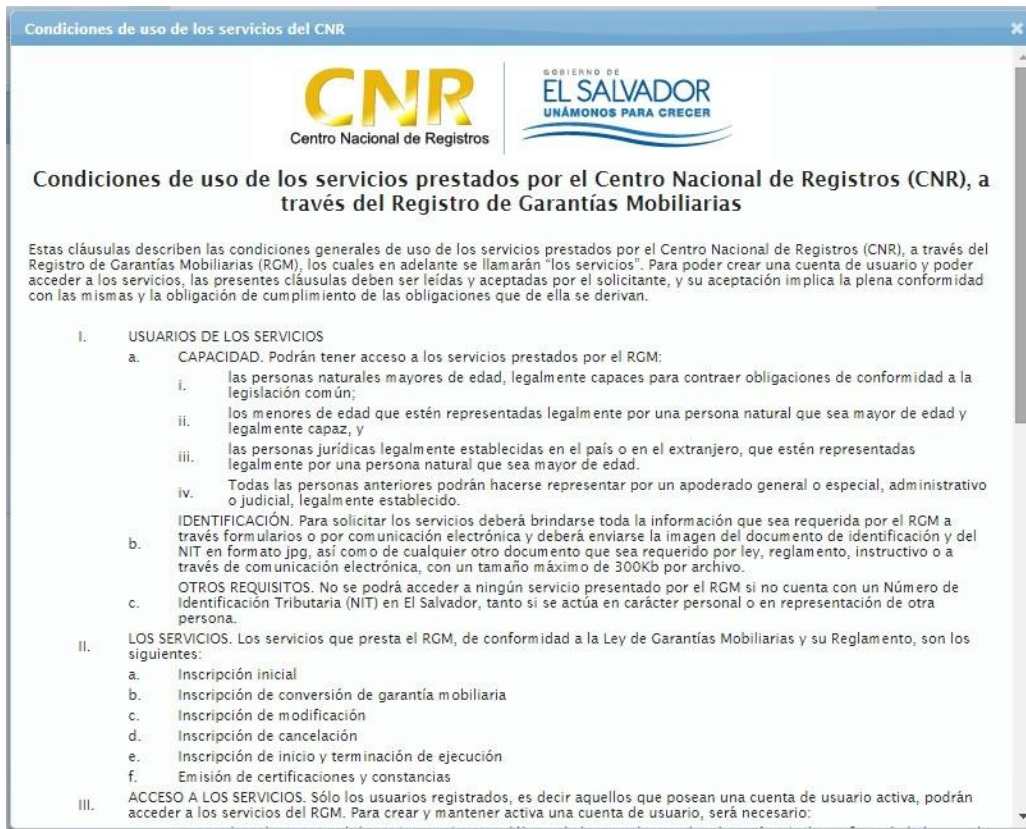 Condiciones de uso de los servicios del CNR
CNR
Centro Nacional de Registros
GOBIERNO DE
EL SALVADOR
UNÁMONOS PARA CRECER
Condiciones de uso de los servicios prestados por el Centro Nacional de Registros (CNR), a
través del Registro de Garantías Mobiliarias
Estas cláusulas describen las condiciones generales de uso de los servicios prestados por el Centro Nacional de Registros (CNR), a través del
Registro de Garantías Mobiliarias (RGM), los cuales en adelante se llamarán “los servicios”. Para poder crear una cuenta de usuario y poder
acceder a los servicios, las presentes cláusulas deben ser leídas y aceptadas por el solicitante, y su aceptación implica la plena conformidad
con las mismas y la obligación de cumplimiento de las obligaciones que de ella se derivan.
I. USUARIOS DE LOS SERVICIOS
a. CAPACIDAD. Podrán tener acceso a los servicios prestados por el RGM:
i. las personas naturales mayores de edad, legalmente capaces para contraer obligaciones de conformidad a la
legislación común;
ii. los menores de edad que estén representadas legalmente por una persona natural que sea mayor de edad y
legalmente capaz, y
iii. las personas jurídicas legalmente establecidas en el país o en el extranjero, que estén representadas
legalmente por una persona natural que sea mayor de edad.
iv. Todas las personas anteriores podrán hacerse representar por un apoderado general o especial, administrativo
o judicial, legalmente establecido.
b. IDENTIFICACIÓN. Para solicitar los servicios deberá brindarse toda la información que sea requerida por el RGM a
través formularios o por comunicación electrónica y deberá enviarse la imagen del documento de identificación y del
NIT en formato jpg, así como de cualquier otro documento que sea requerido por ley, reglamento, instructivo o a
través de comunicación electrónica, con un tamaño máximo de 300Kb por archivo.
c. OTROS REQUISITOS. No se podrá acceder a ningún servicio presentado por el RGM si no cuenta con un Número de
Identificación Tributaria (NIT) en El Salvador, tanto si se actúa en carácter personal o en representación de otra
persona.
II. LOS SERVICIOS. Los servicios que presta el RGM, de conformidad a la Ley de Garantías Mobiliarias y su Reglamento, son los
siguientes:
a. Inscripción inicial
b. Inscripción de conversión de garantía mobiliaria
c. Inscripción de modificación
d. Inscripción de cancelación
e. Inscripción de inicio y terminación de ejecución
f. Emisión de certificaciones y constancias
III. ACCESO A LOS SERVICIOS. Sólo los usuarios registrados, es decir aquellos que posean una cuenta de usuario activa, podrán
acceder a los servicios del RGM. Para crear y mantener activa una cuenta de usuario, será necesario: